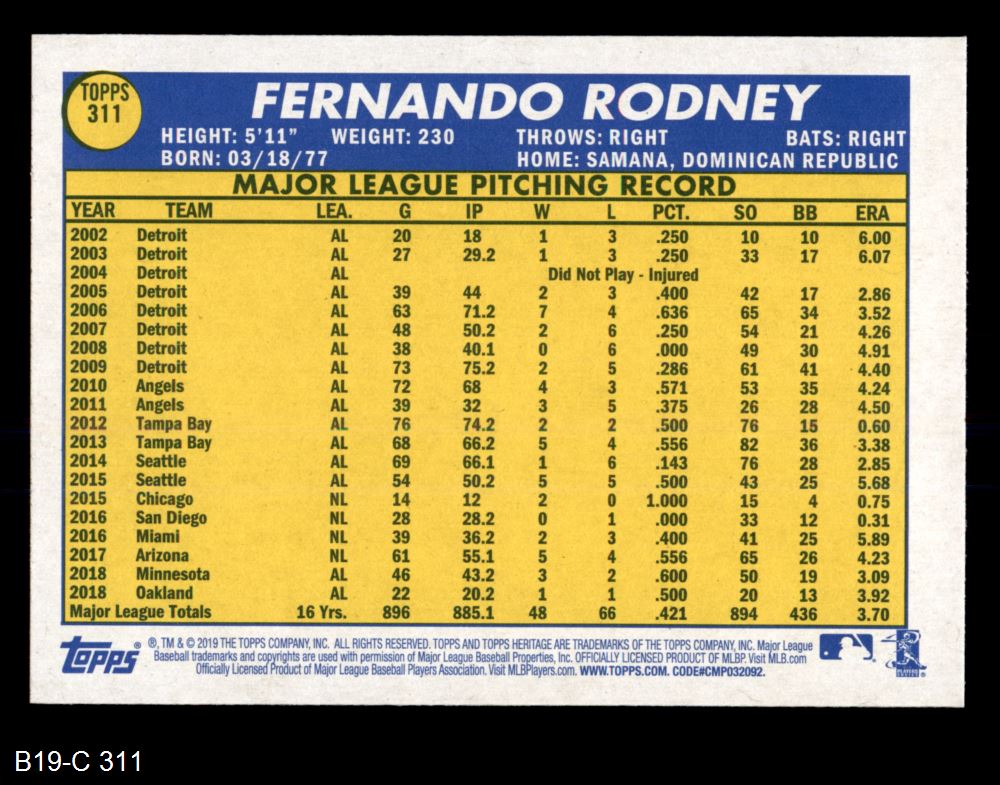 TOPPS
311
FERNANDO RODNEY
HEIGHT: 5'11" WEIGHT: 230 THROWS: RIGHT BATS: RIGHT
BORN: 03/18/77 HOME: SAMANA, DOMINICAN REPUBLIC
MAJOR LEAGUE PITCHING RECORD
YEAR TEAM LEA. G IP W L PCT. SO BB ERA
2002 Detroit AL 20 18 1 3 .250 10 10 6.00
2003 Detroit AL 27 29.2 1 3 .250 33 17 6.07
2004 Detroit AL Did Not Play - Injured
2005 Detroit AL 39 44 2 3 .400 42 17 2.86
2006 Detroit AL 63 71.2 7 4 .636 65 34 3.52
2007 Detroit AL 48 50.2 2 6 .250 54 21 4.26
2008 Detroit AL 38 40.1 0 6 .000 49 30 4.91
2009 Detroit AL 73 75.2 2 5 .286 61 41 4.40
2010 Angels AL 72 68 4 3 .571 53 35 4.24
2011 Angels AL 39 32 3 5 .375 26 28 4.50
2012 Tampa Bay AL 76 74.2 2 2 .500 76 15 0.60
2013 Tampa Bay AL 68 66.2 5 4 .556 82 36 3.38
2014 Seattle AL 69 66.1 1 6 .143 76 28 2.85
2015 Seattle AL 54 50.2 5 5 .500 43 25 5.68
2015 Chicago NL 14 12 2 0 1.000 15 4 0.75
2016 San Diego NL 28 28.2 0 1 .000 33 12 0.31
2016 Miami NL 39 36.2 2 3 .400 41 25 5.89
2017 Arizona NL 61 55.1 5 4 .556 65 26 4.23
2018 Minnesota AL 46 43.2 3 2 .600 50 19 3.09
2018 Oakland AL 22 20.2 1 1 .500 20 13 3.92
Major League Totals 16 Yrs. 896 885.1 48 66 .421 894 436 3.70
Topps ® ®, TM & © 2019 THE TOPPS COMPANY, INC. ALL RIGHTS RESERVED. TOPPS AND TOPPS HERITAGE ARE TRADEMARKS OF THE TOPPS COMPANY, INC. Major League
Baseball trademarks and copyrights are used with permission of Major League Baseball Properties, Inc. OFFICIALLY LICENSED PRODUCT OF MLBP. Visit MLB.com
Officially Licensed Product of Major League Baseball Players Association. Visit MLBPlayers.com. WWW.TOPPS.COM. CODE#CMP032092.
B19-C 311